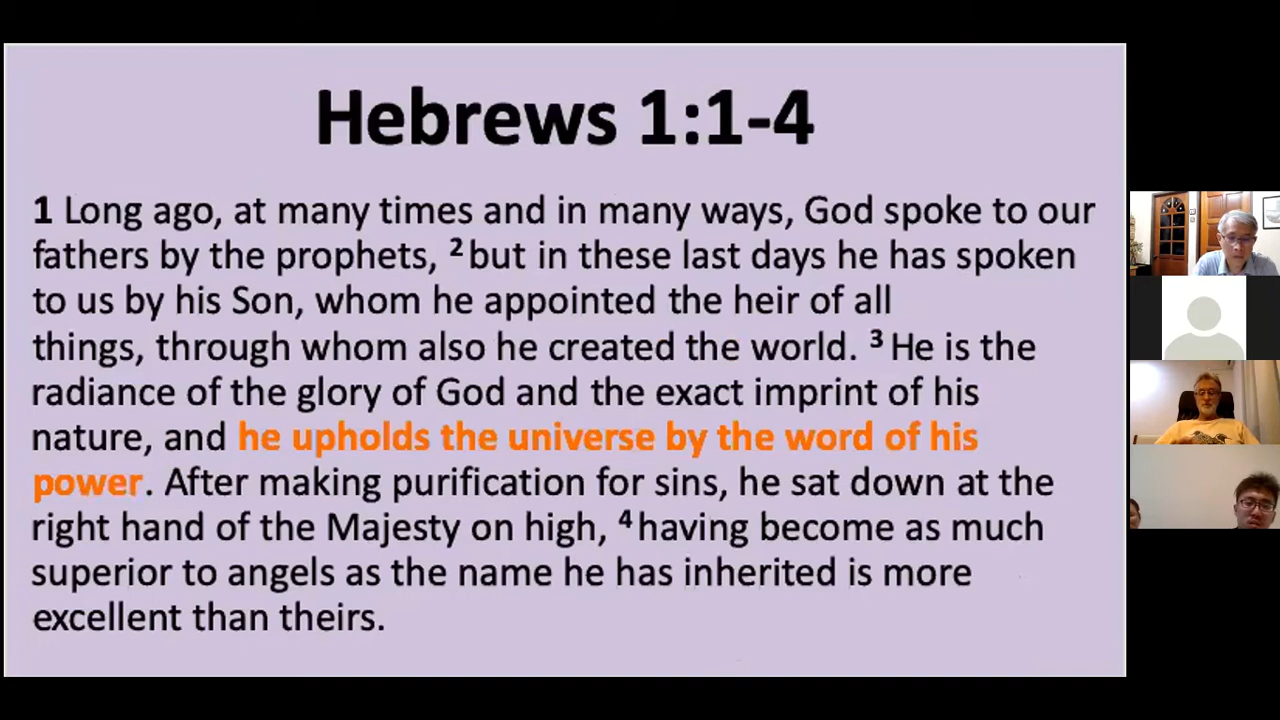 Hebrews 1:1-4
1 Long ago, at many times and in many ways, God spoke to our
fathers by the prophets, 2 but in these last days he has spoken
to us by his Son, whom he appointed the heir of all
things, through whom also he created the world. 3 He is the
radiance of the glory of God and the exact imprint of his
nature, and he upholds the universe by the word of his
power. After making purification for sins, he sat down at the
right hand of the Majesty on high, 4 having become as much
superior to angels as the name he has inherited is more
excellent than theirs.